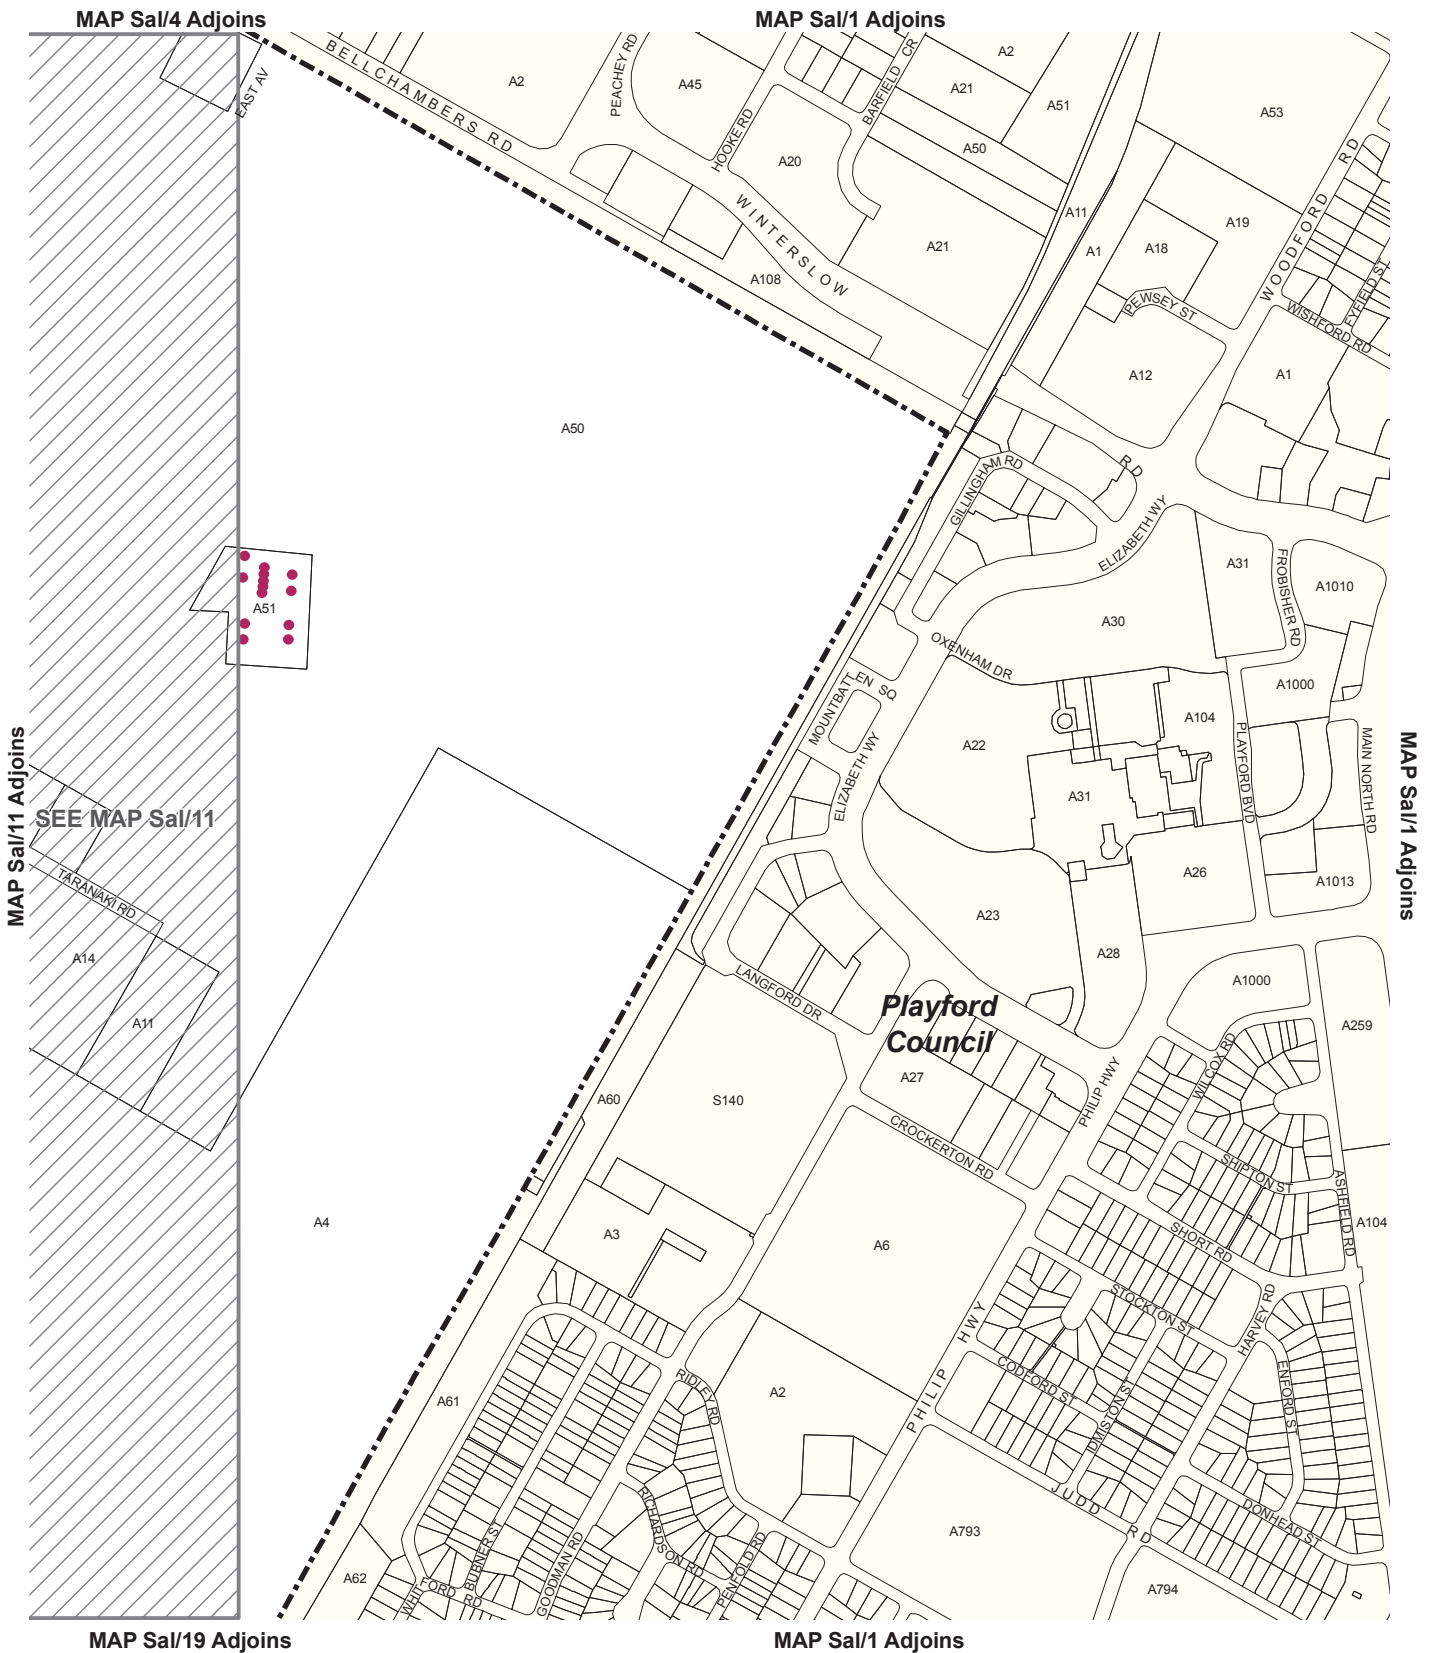 MAP Sal/4 Adjoins
MAP Sal/1 Adjoins
BELLCHAMBERS RD
EAST AV
A2
PEACHEY RD
A45
HOOKE RD
BARFIELD CR
A2
A21
A51
A50
A20
A53
WOODFORD RD
A11
A19
A18
A1
A21
WINTERSLOW
A108
PEWSEY ST
FYFIELD ST
WISHFORD RD
A12
A1
A50
RD
GILLINGHAM RD
ELIZABETH WY
A31
FROBISHER RD
A1010
A51
A30
OXENHAM DR
A1000
MOUNTBATTEN SQ
A104
PLAYFORD BVD
MAIN NORTH RD
A22
ELIZABETH WY
A31
MAP Sal/11 Adjoins
MAP Sal/1 Adjoins
SEE MAP Sal/11
TARANAKI RD
A26
A1013
A23
A14
A28
LANGFORD DR
A1000
Playford
Council
A11
A259
A27
WILCOX RD
PHILIP HWY
A60
S140
CROCKERTON RD
SHIPTON ST
ASHFIELD RD
A4
A3
A6
SHORT RD
A104
STOCKTON ST
HARVEY RD
PHILIP HWY
CODFORD ST
ENFORD ST
RIDLEY RD
A2
IDMISTON ST
A61
JUDD RD
RICHARDSON RD
DONHEAD ST
A793
BUBNER ST
GOODMAN RD
PENFOLD RD
A62
WHITFORD RD
A794
MAP Sal/19 Adjoins
MAP Sal/1 Adjoins